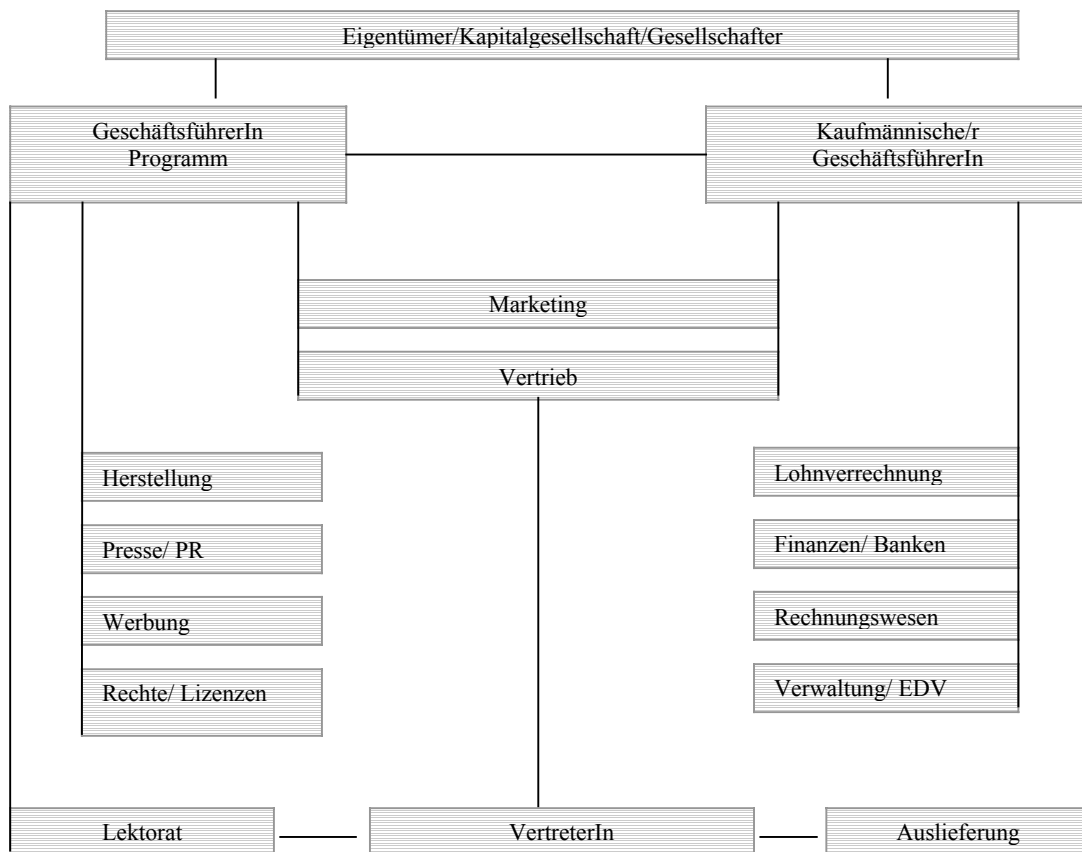 Eigentümer/Kapitalgesellschaft/Gesellschafter
GeschäftsführerIn
Programm
Kaufmännische/r
GeschäftsführerIn
Marketing
Vertrieb
Herstellung
Presse/ PR
Werbung
Rechte/ Lizenzen
Lohnverrechnung
Finanzen/ Banken
Rechnungswesen
Verwaltung/ EDV
Lektorat
VertreterIn
Auslieferung